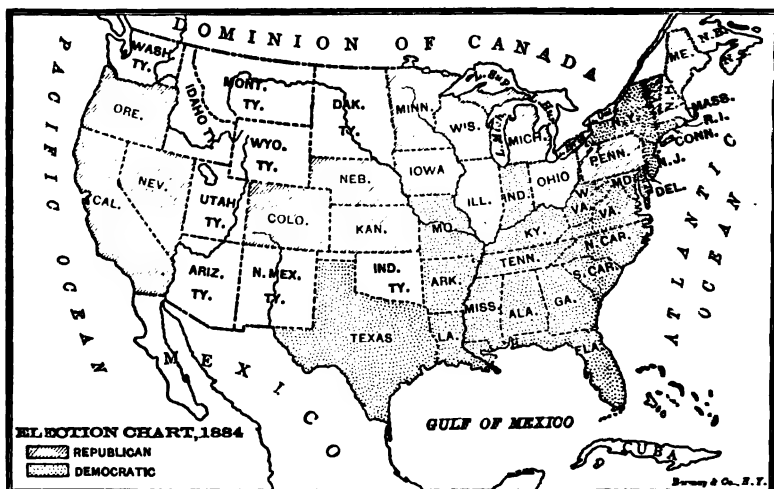 DOMINION OF CANADA
PACIFIC OCEAN
ATLANTIC OCEAN
WASH. TY.
ORE.
IDAHO TY.
MONT. TY.
WYO. TY.
DAK. TY.
MINN.
WIS.
MICH.
L. MICH.
L. SUP.
ME.
N.B.
N.Y.
MASS.
R.I.
CONN.
N.J.
DEL.
MD.
PENN.
CAL.
NEV.
UTAH TY.
COLO.
NEB.
KAN.
IOWA
ILL.
IND.
OHIO
W. VA.
VA.
KY.
MO.
ARIZ. TY.
N. MEX. TY.
IND. TY.
ARK.
TENN.
N. CAR.
S. CAR.
TEXAS
LA.
MISS.
ALA.
GA.
FLA.
MEXICO
GULF OF MEXICO
CUBA
ELECTION CHART, 1884
REPUBLICAN
DEMOCRATIC
& Co., N.Y.